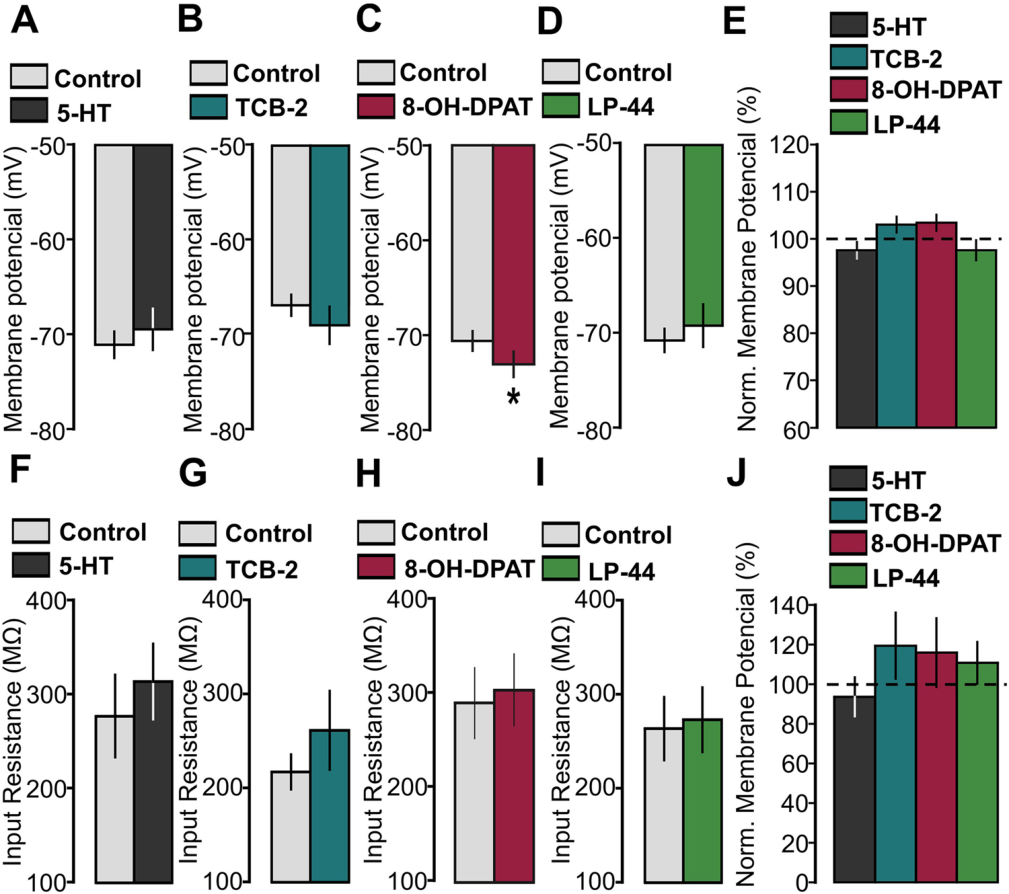 A
Control
5-HT
Membrane potencial (mV)
-50
-60
-70
-80
B
Control
TCB-2
Membrane potencial (mV)
-50
-60
-70
-80
C
Control
8-OH-DPAT
Membrane potencial (mV)
-50
-60
-70
-80
*
D
Control
LP-44
Membrane potencial (mV)
-50
-60
-70
-80
E
5-HT
TCB-2
8-OH-DPAT
LP-44
Norm. Membrane Potencial (%)
120
110
100
90
80
70
60
F
Control
5-HT
Input Resistance (MΩ)
400
300
200
100
G
Control
TCB-2
Input Resistance (MΩ)
400
300
200
100
H
Control
8-OH-DPAT
Input Resistance (MΩ)
400
300
200
100
I
Control
LP-44
Input Resistance (MΩ)
400
300
200
100
J
5-HT
TCB-2
8-OH-DPAT
LP-44
Norm. Membrane Potencial (%)
140
120
100
80
60
40
20
0